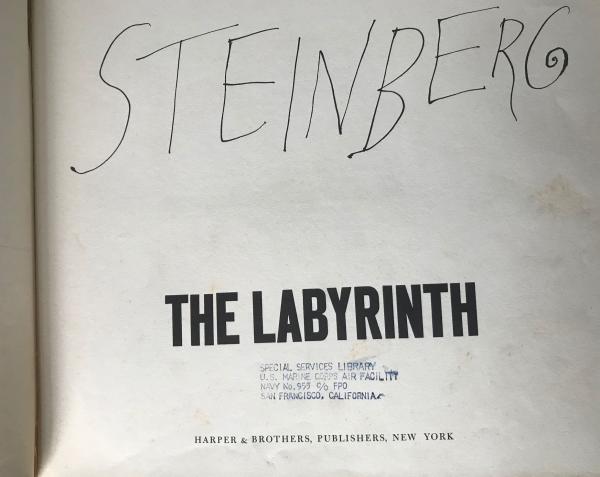 STEINBERG
THE LABYRINTH
SPECIAL SERVICES LIBRARY
U.S. MARINE CORPS AIR FACILITY
NAVY No. 955 c/o FPO
SAN FRANCISCO, CALIFORNIA
HARPER & BROTHERS, PUBLISHERS, NEW YORK